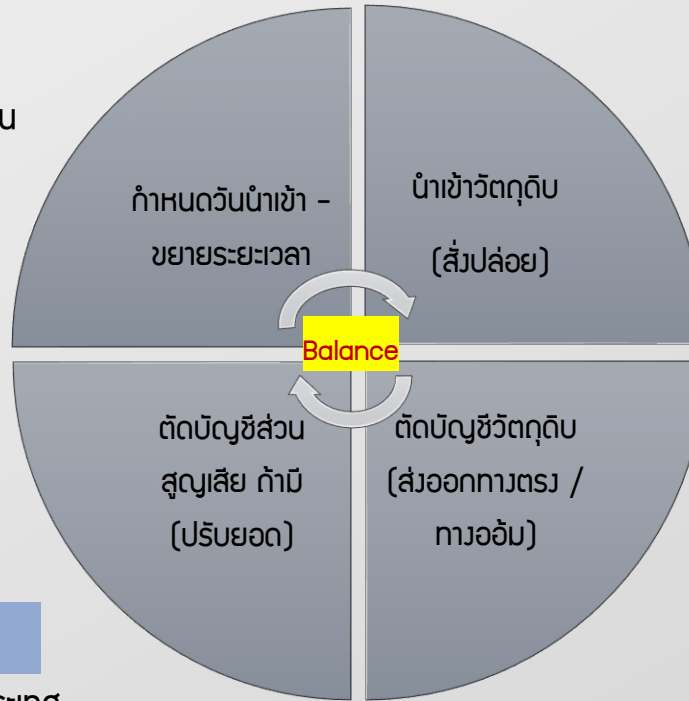 น
กำหนดวันนำเข้า –
ขยายระยะเวลา
นำเข้าวัตถุดิบ
(สั่งปล่อย)
Balance
ตัดบัญชีส่วน
สูญเสีย ถ้ามี
(ปรับยอด)
ตัดบัญชีวัตถุดิบ
(ส่งออกทางตรง /
ทางอ้อม)